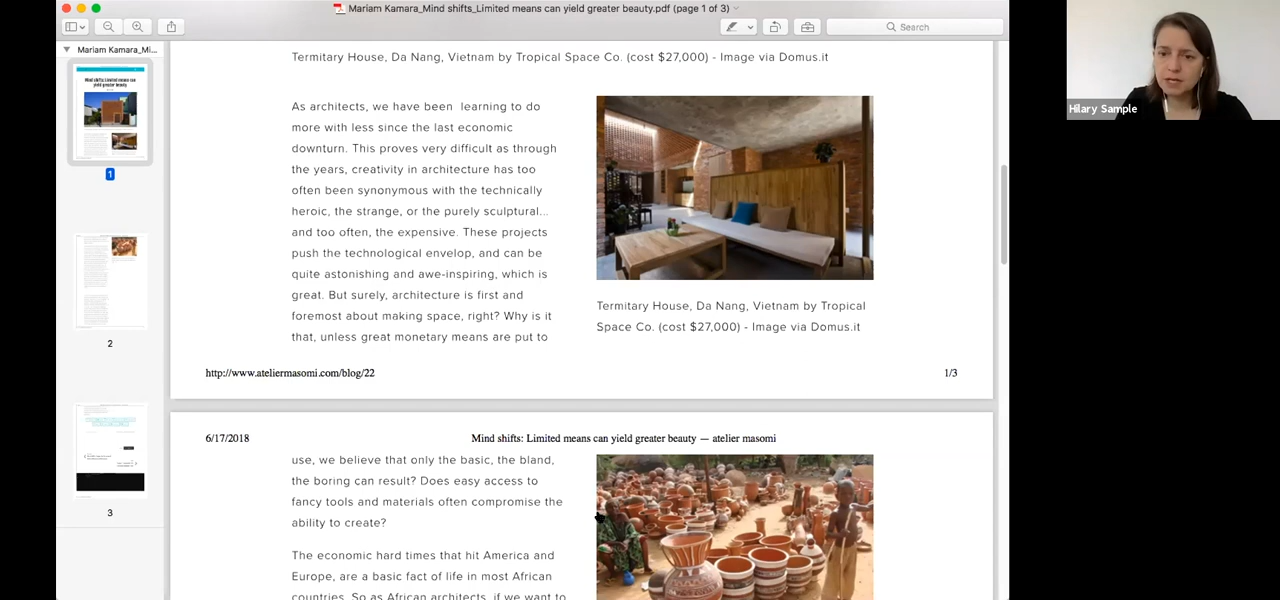 Mariam Kamara_Mind shifts_Limited means can yield greater beauty.pdf (page 1 of 3)
Search
Mariam Kamara_Mi...
1
2
3
Termitary House, Da Nang, Vietnam by Tropical Space Co. (cost $27,000) - Image via Domus.it
As architects, we have been learning to do
more with less since the last economic
downturn. This proves very difficult as through
the years, creativity in architecture has too
often been synonymous with the technically
heroic, the strange, or the purely sculptural...
and too often, the expensive. These projects
push the technological envelop, and can be
quite astonishing and awe-inspiring, which is
great. But surely, architecture is first and
foremost about making space, right? Why is it
that, unless great monetary means are put to
Termitary House, Da Nang, Vietnam by Tropical
Space Co. (cost $27,000) - Image via Domus.it
http://www.ateliermasomi.com/blog/22
1/3
6/17/2018
Mind shifts: Limited means can yield greater beauty — atelier masomi
use, we believe that only the basic, the bland,
the boring can result? Does easy access to
fancy tools and materials often compromise the
ability to create?
The economic hard times that hit America and
Europe, are a basic fact of life in most African
countries. So as African architects, if we want to
Hilary Sample